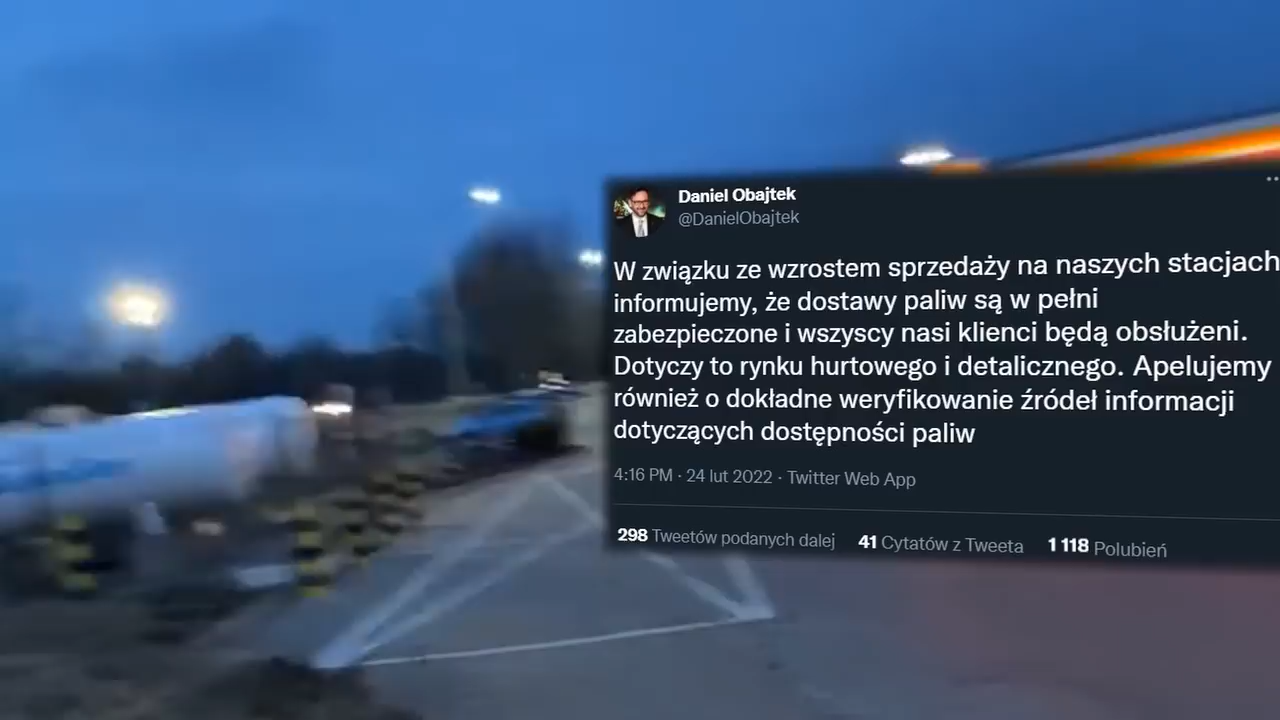 Daniel Obajtek
@DanielObajtek
W związku ze wzrostem sprzedaży na naszych stacjach
informujemy, że dostawy paliw są w pełni
zabezpieczone i wszyscy nasi klienci będą obsłużeni.
Dotyczy to rynku hurtowego i detalicznego. Apelujemy
również o dokładne weryfikowanie źródeł informacji
dotyczących dostępności paliw
4:16 PM · 24 lut 2022 · Twitter Web App
298 Tweetów podanych dalej 41 Cytatów z Tweeta 1 118 Polubień